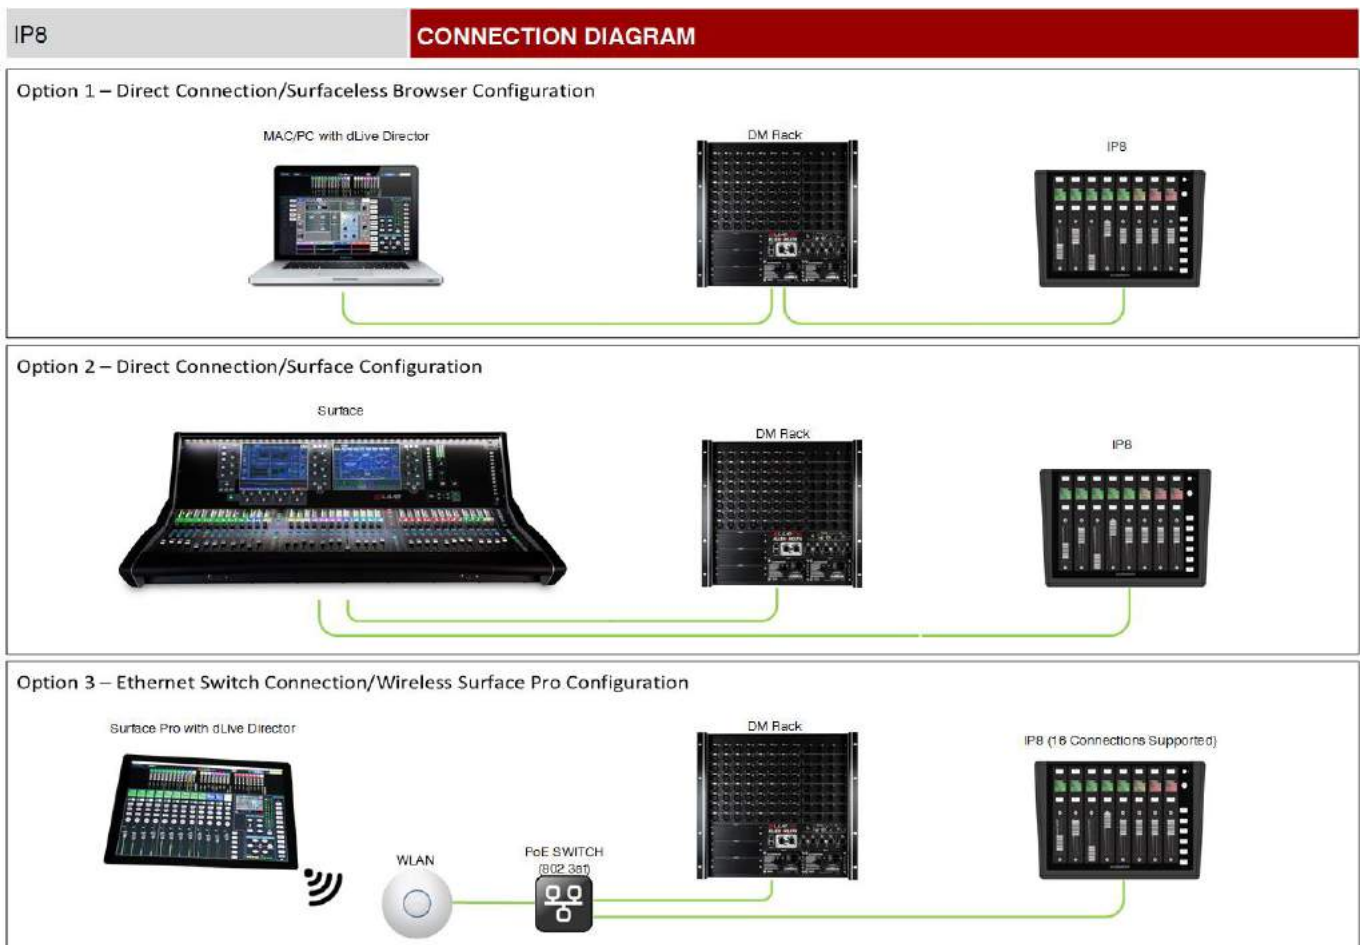 IP8
CONNECTION DIAGRAM
Option 1 – Direct Connection/Surfaceless Browser Configuration
MAC/PC with dLive Director
DM Rack
IP8
Option 2 – Direct Connection/Surface Configuration
Surface
DM Rack
IP8
Option 3 – Ethernet Switch Connection/Wireless Surface Pro Configuration
Surface Pro with dLive Director
DM Rack
IP8 (16 Connections Supported)
WLAN
PoE SWITCH
(802.3at)